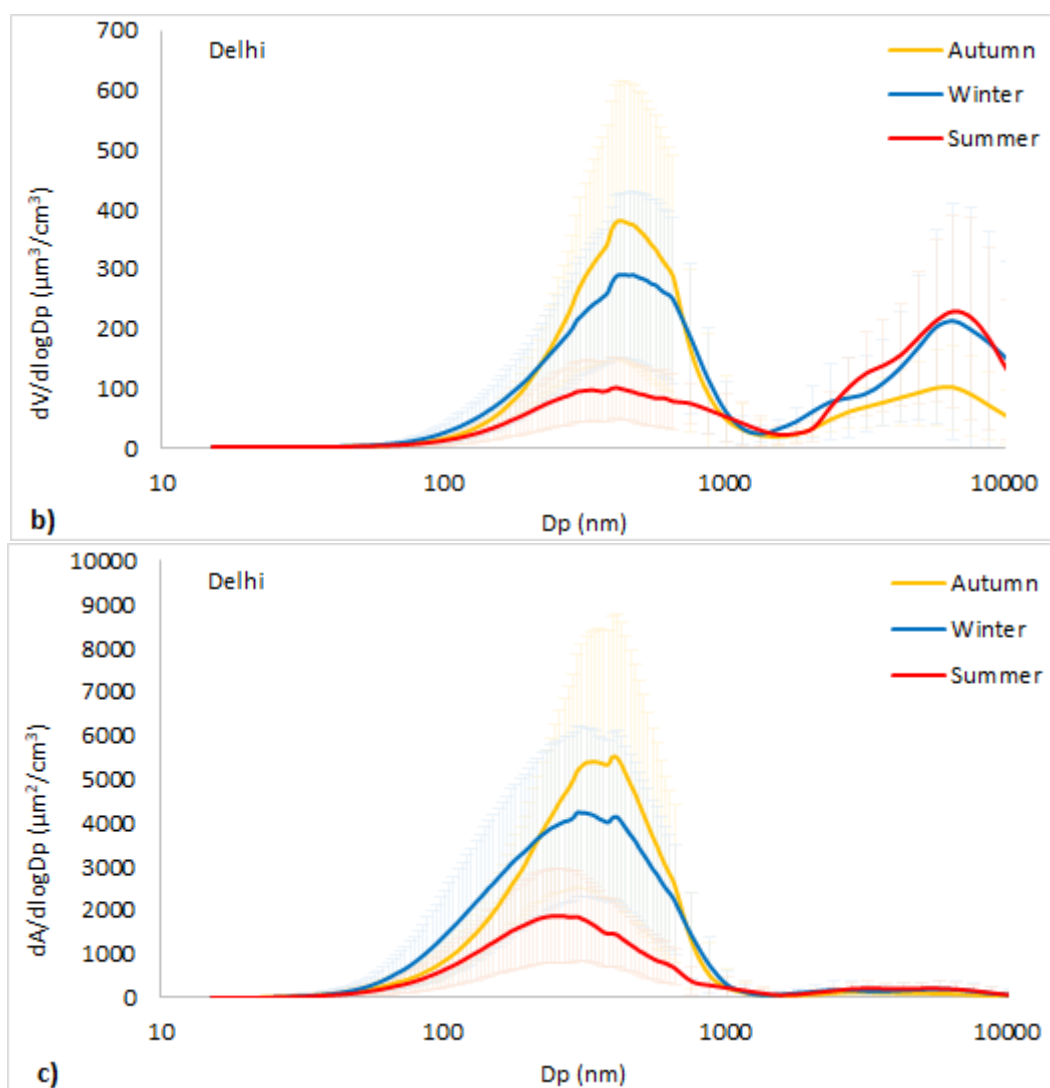 700
600
500
400
300
200
100
0
dV/dlogDp (µm³/cm³)
Delhi
Autumn
Winter
Summer
10 100 1000 10000
Dp (nm)
b)
10000
9000
8000
7000
6000
5000
4000
3000
2000
1000
0
dA/dlogDp (µm²/cm³)
Delhi
Autumn
Winter
Summer
10 100 1000 10000
Dp (nm)
c)